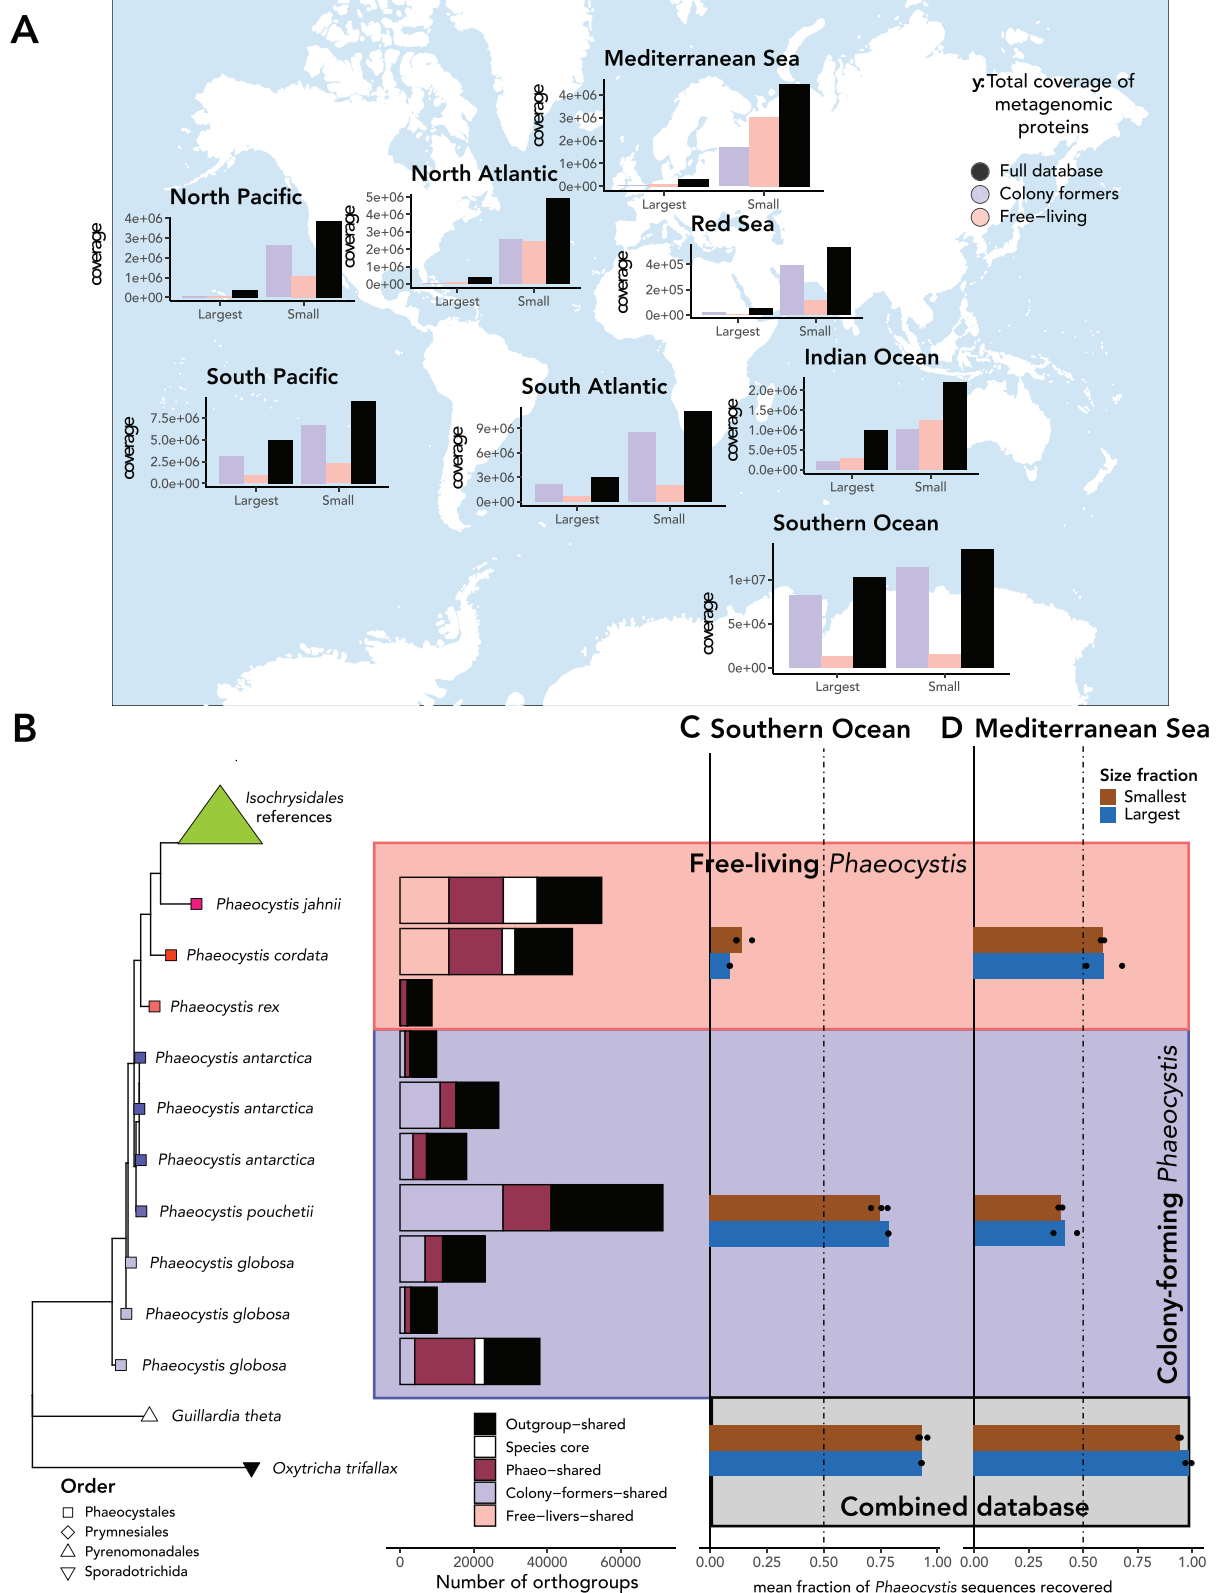 A
Mediterranean Sea
coverage
4e+06
3e+06
2e+06
1e+06
0e+00
Largest
Small
y:Total coverage of
metagenomic
proteins
Full database
Colony formers
Free−living
North Pacific
coverage
4e+06
3e+06
2e+06
1e+06
0e+00
Largest
Small
North Atlantic
coverage
5e+06
4e+06
3e+06
2e+06
1e+06
0e+00
Largest
Small
Red Sea
coverage
4e+05
2e+05
0e+00
Largest
Small
South Pacific
coverage
7.5e+06
5.0e+06
2.5e+06
0.0e+00
Largest
Small
South Atlantic
coverage
9e+06
6e+06
3e+06
0e+00
Largest
Small
Indian Ocean
coverage
2.0e+06
1.5e+06
1.0e+06
5.0e+05
0.0e+00
Largest
Small
Southern Ocean
coverage
1e+07
5e+06
0e+00
Largest
Small
B
C Southern Ocean
D Mediterranean Sea
Size fraction
Smallest
Largest
Isochrysidales
references
Free-living Phaeocystis
Phaeocystis jahnii
Phaeocystis cordata
Phaeocystis rex
Phaeocystis antarctica
Phaeocystis antarctica
Phaeocystis antarctica
Phaeocystis pouchetii
Phaeocystis globosa
Phaeocystis globosa
Phaeocystis globosa
Colony-forming Phaeocystis
Guillardia theta
Oxytricha trifallax
Order
Phaeocystales
Prymnesiales
Pyrenomonadales
Sporadotrichida
Outgroup−shared
Species core
Phaeo−shared
Colony−formers−shared
Free−livers−shared
Combined database
0 20000 40000 60000
Number of orthogroups
0.00 0.25 0.50 0.75 1.00
0.00 0.25 0.50 0.75 1.00
mean fraction of Phaeocystis sequences recovered